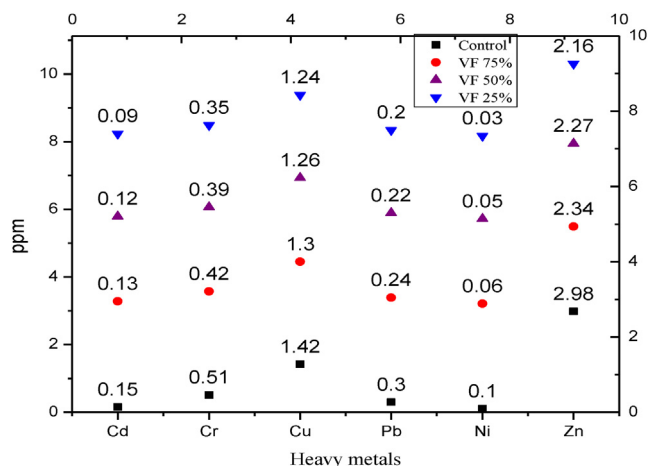 0 2 4 6 8 10
Control
VF 75%
VF 50%
VF 25%
ppm
10
8
6
4
2
0
10
8
6
4
2
0
0.09 0.35 1.24 0.2 0.03 2.16
0.12 0.39 1.26 0.22 0.05 2.27
0.13 0.42 1.3 0.24 0.06 2.34
0.15 0.51 1.42 0.3 0.1 2.98
Cd Cr Cu Pb Ni Zn
Heavy metals